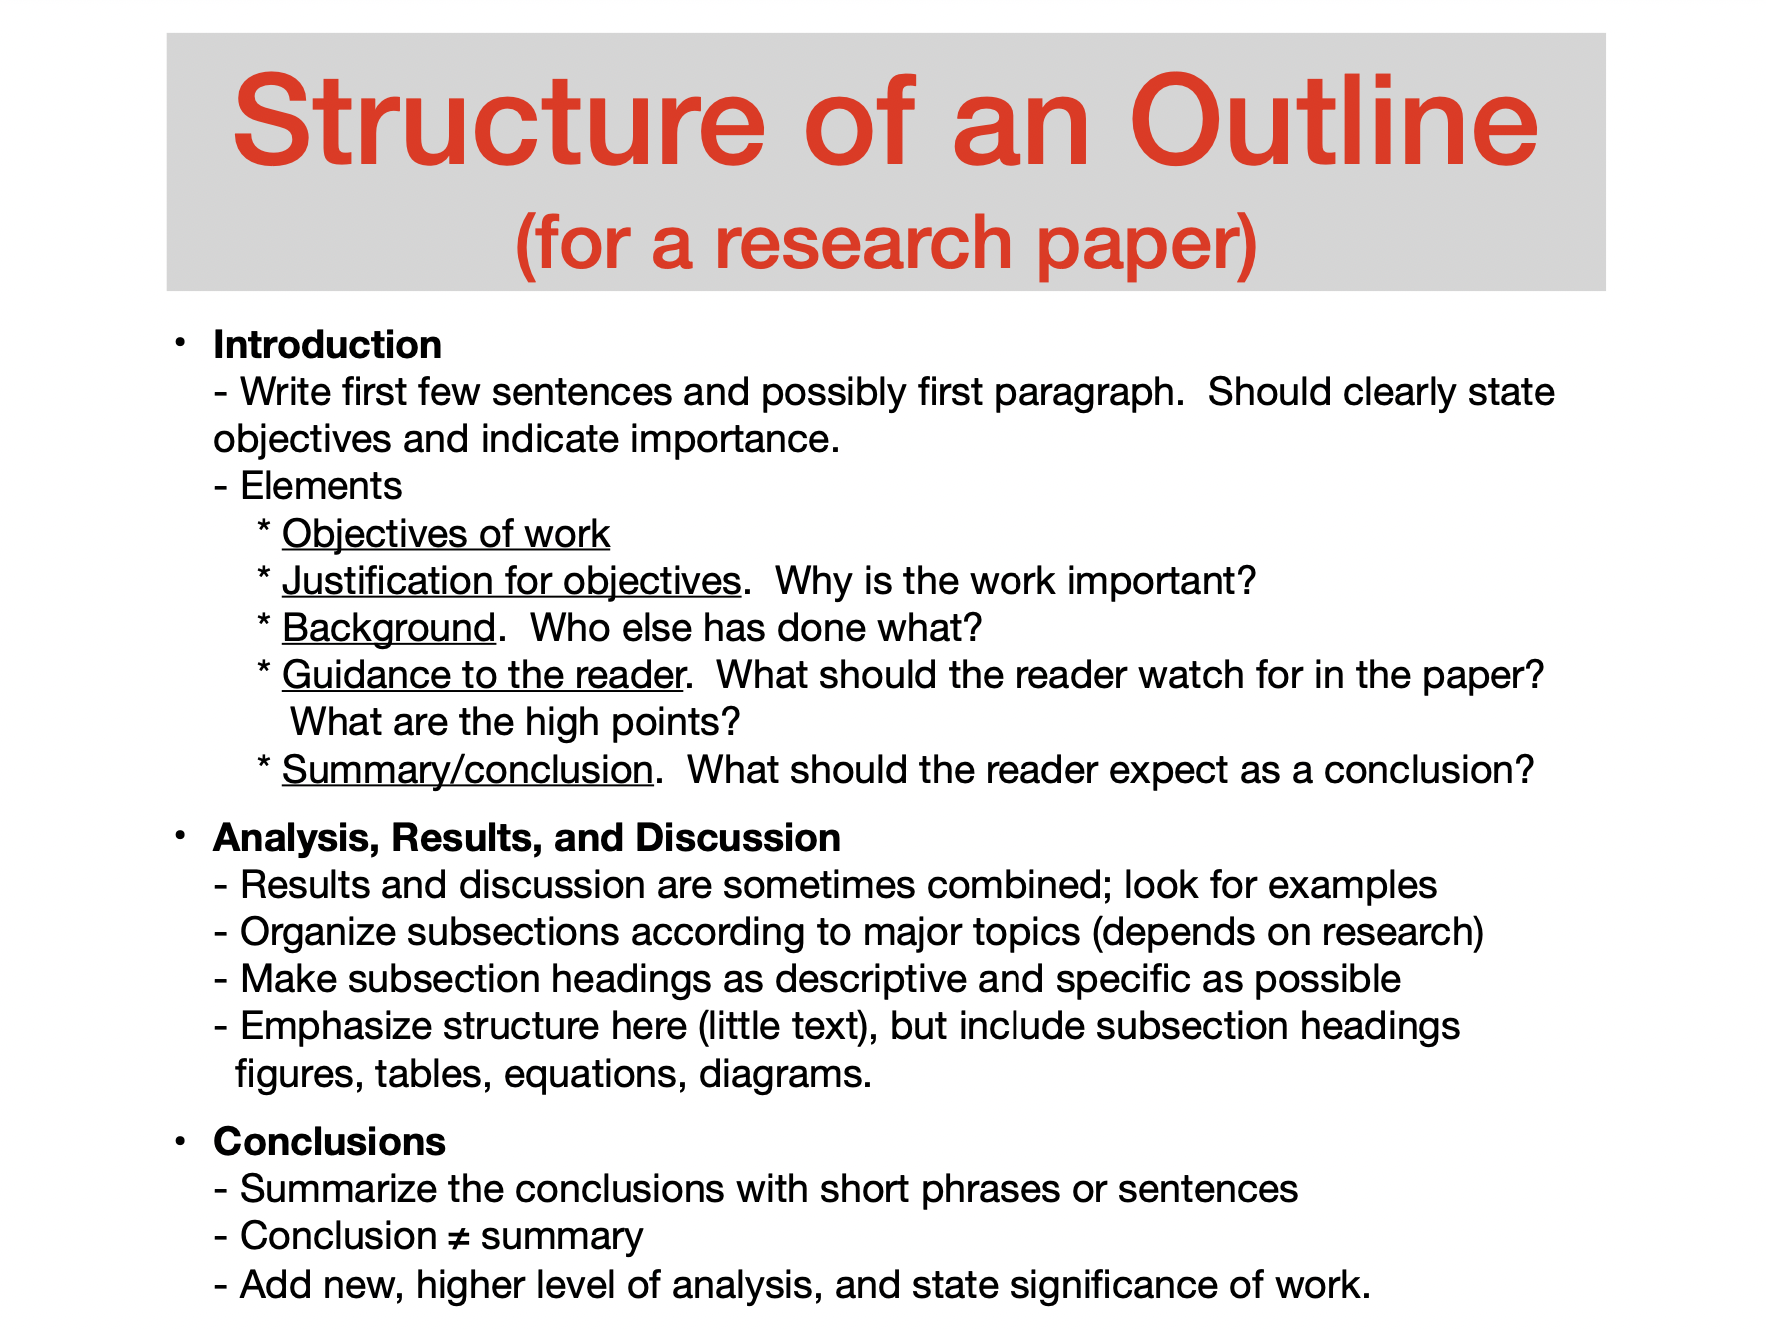 Structure of an Outline
(for a research paper)
• Introduction
- Write first few sentences and possibly first paragraph.  Should clearly state
objectives and indicate importance.
- Elements
* Objectives of work
* Justification for objectives.  Why is the work important?
* Background.  Who else has done what?
* Guidance to the reader.  What should the reader watch for in the paper?
What are the high points?
* Summary/conclusion.  What should the reader expect as a conclusion?
• Analysis, Results, and Discussion
- Results and discussion are sometimes combined; look for examples
- Organize subsections according to major topics (depends on research)
- Make subsection headings as descriptive and specific as possible
- Emphasize structure here (little text), but include subsection headings
figures, tables, equations, diagrams.
• Conclusions
- Summarize the conclusions with short phrases or sentences
- Conclusion ≠ summary
- Add new, higher level of analysis, and state significance of work.